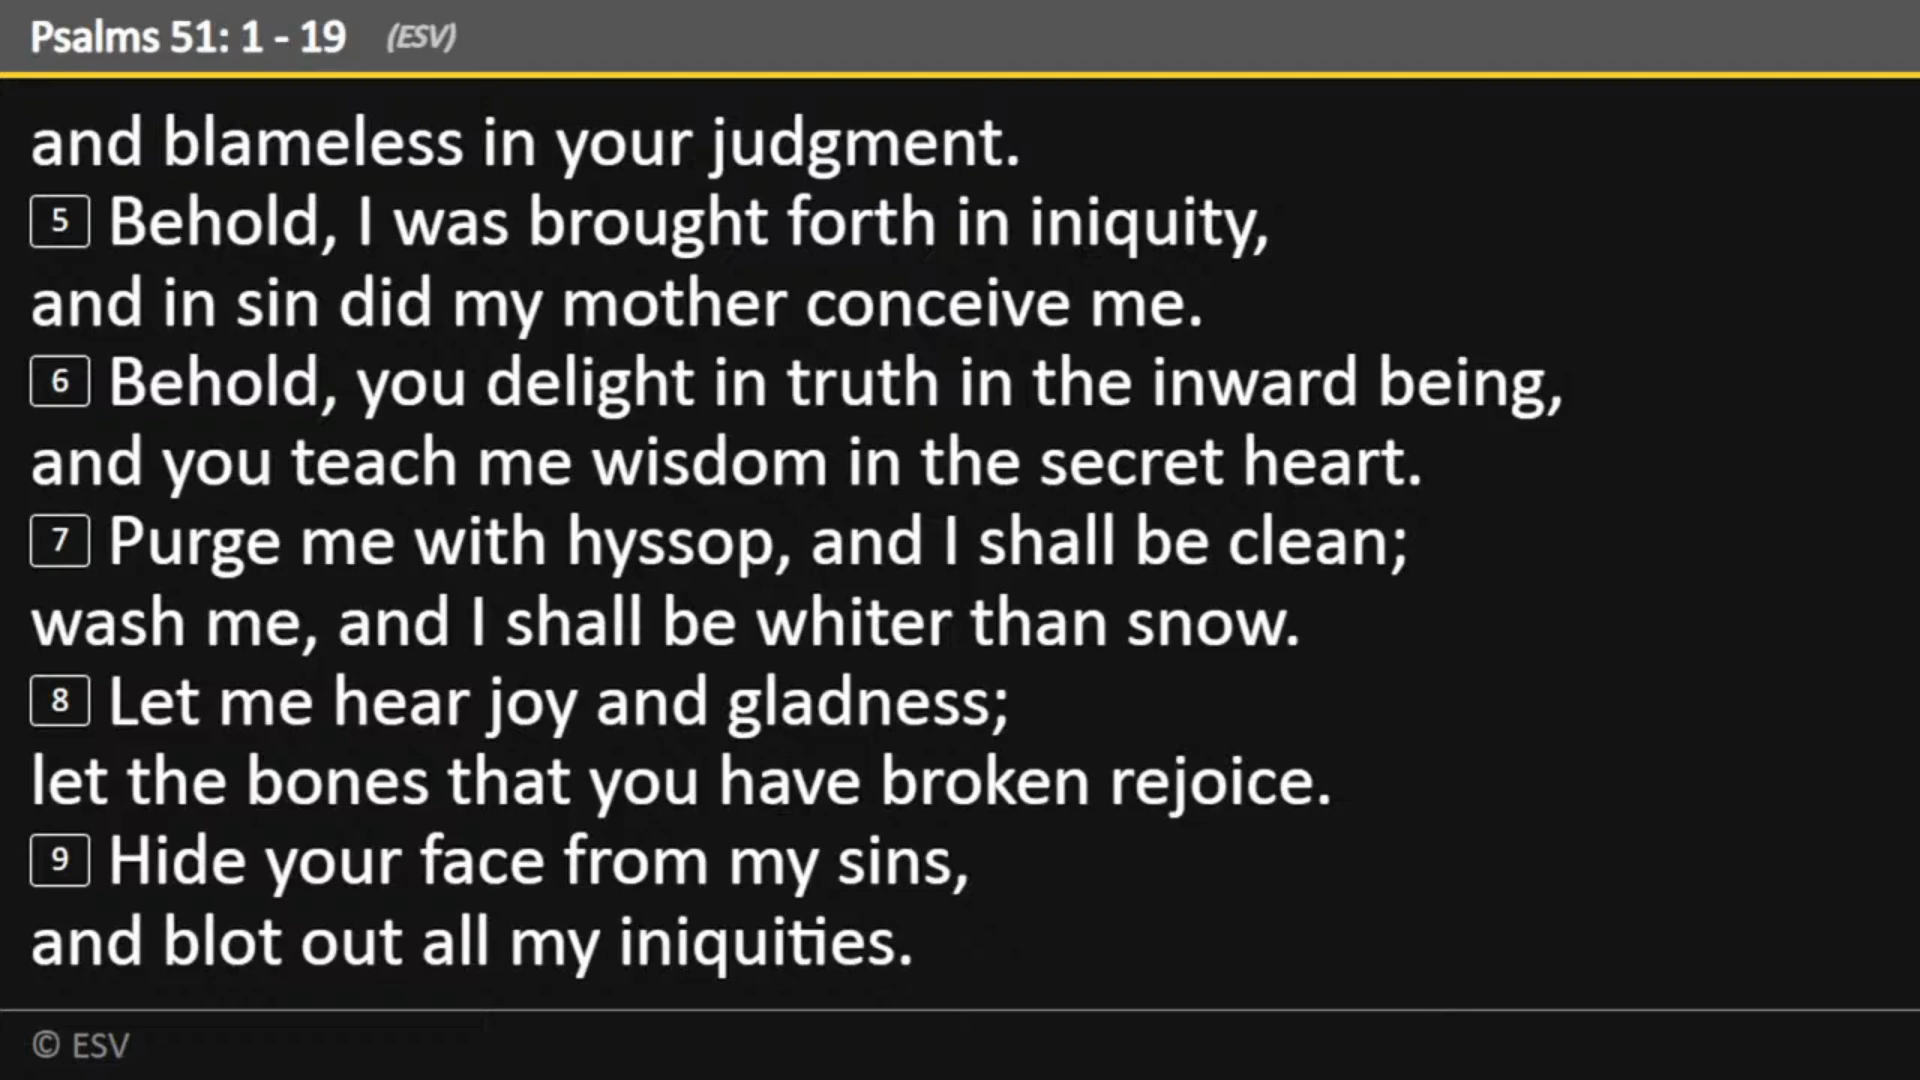 Psalms 51: 1 - 19 (ESV)
and blameless in your judgment.
5 Behold, I was brought forth in iniquity,
and in sin did my mother conceive me.
6 Behold, you delight in truth in the inward being,
and you teach me wisdom in the secret heart.
7 Purge me with hyssop, and I shall be clean;
wash me, and I shall be whiter than snow.
8 Let me hear joy and gladness;
let the bones that you have broken rejoice.
9 Hide your face from my sins,
and blot out all my iniquities.
© ESV